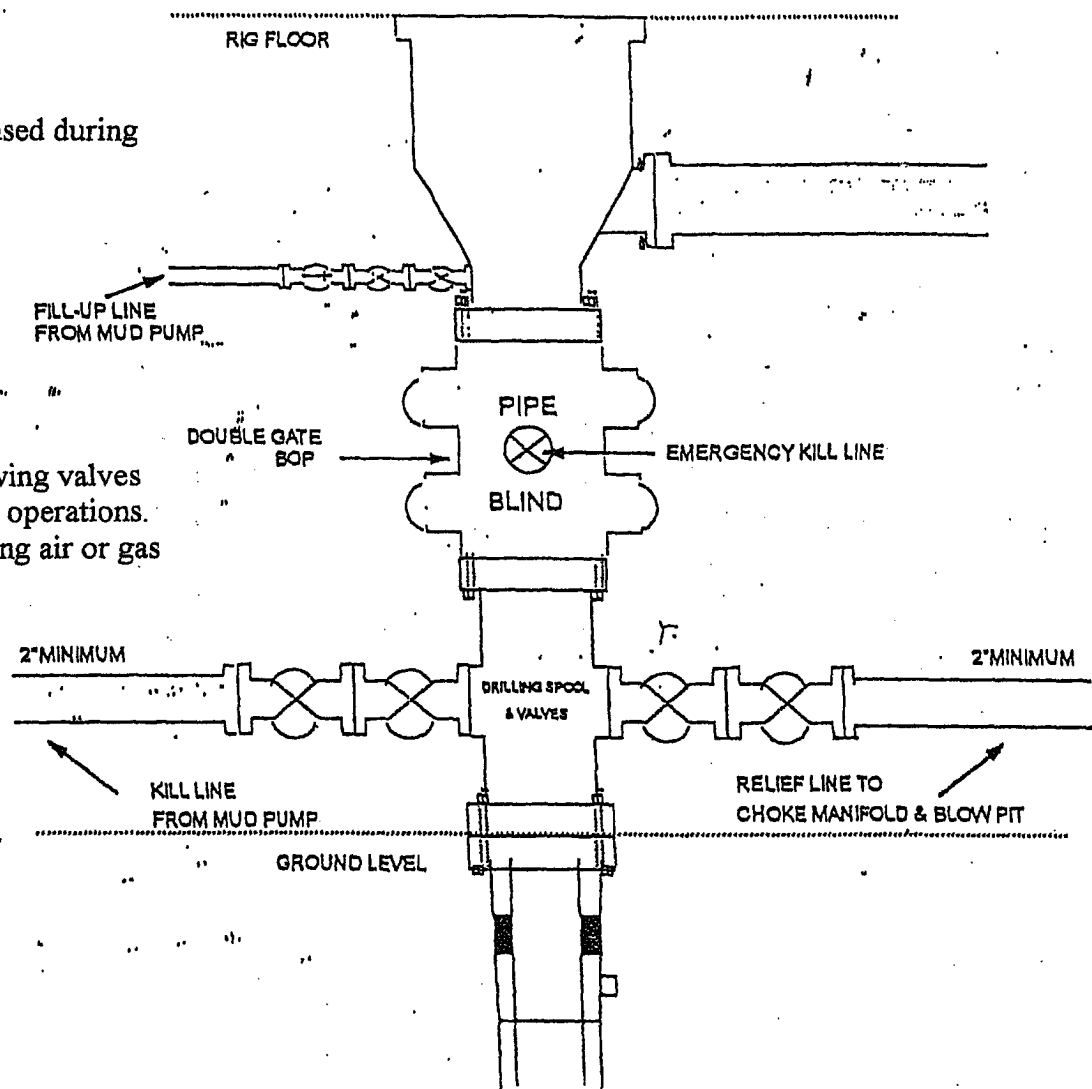 RIG FLOOR
used during
FILL-UP LINE
FROM MUD PUMP
PIPE
DOUBLE GATE
BOP
EMERGENCY KILL LINE
BLIND
wing valves
operations.
ng air or gas
2" MINIMUM
2" MINIMUM
DRILLING SPOOL
& VALVES
KILL LINE
FROM MUD PUMP
RELIEF LINE TO
CHOKE MANIFOLD & BLOW PIT
GROUND LEVEL